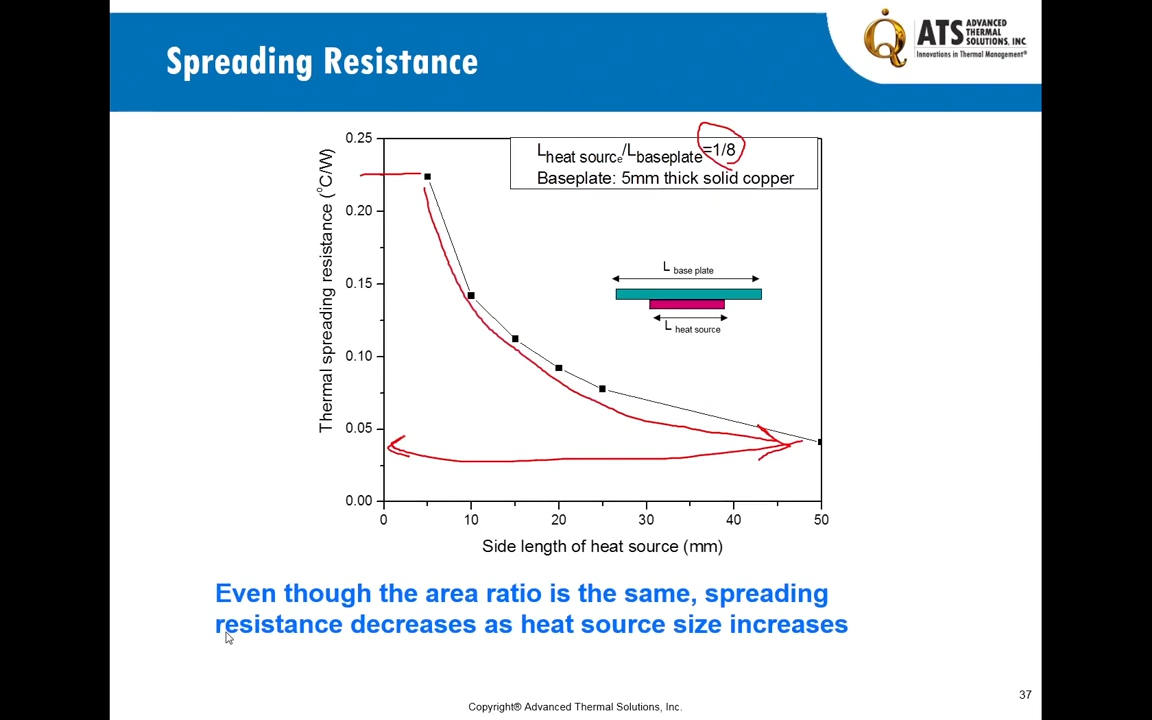 Spreading Resistance
ATS ADVANCED
THERMAL
SOLUTIONS, INC.
Innovations in Thermal Management®
L heat source/L baseplate=1/8
Baseplate: 5mm thick solid copper
L base plate
L heat source
Thermal spreading resistance (°C/W)
0.25
0.20
0.15
0.10
0.05
0.00
0 10 20 30 40 50
Side length of heat source (mm)
Even though the area ratio is the same, spreading
resistance decreases as heat source size increases
37
Copyright® Advanced Thermal Solutions, Inc.